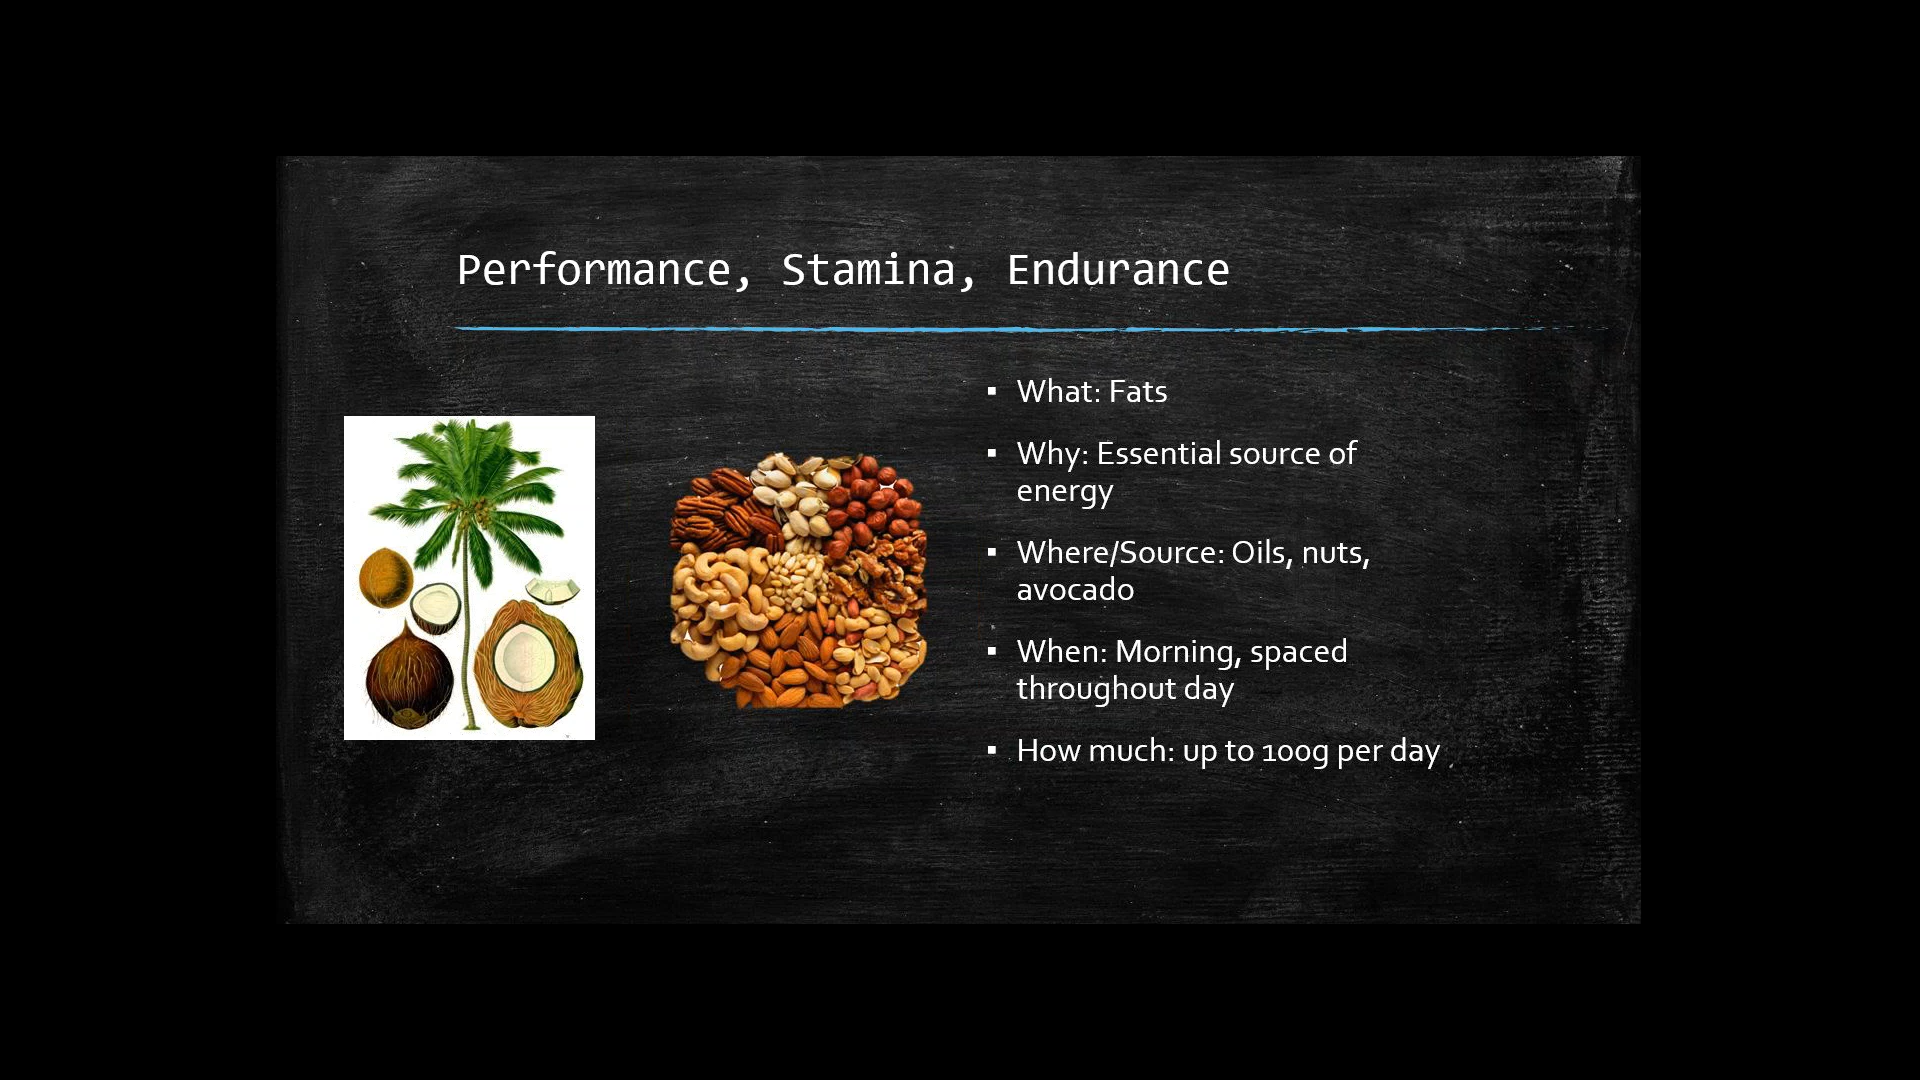 Performance, Stamina, Endurance
▪ What: Fats
▪ Why: Essential source of
energy
▪ Where/Source: Oils, nuts,
avocado
▪ When: Morning, spaced
throughout day
▪ How much: up to 100g per day